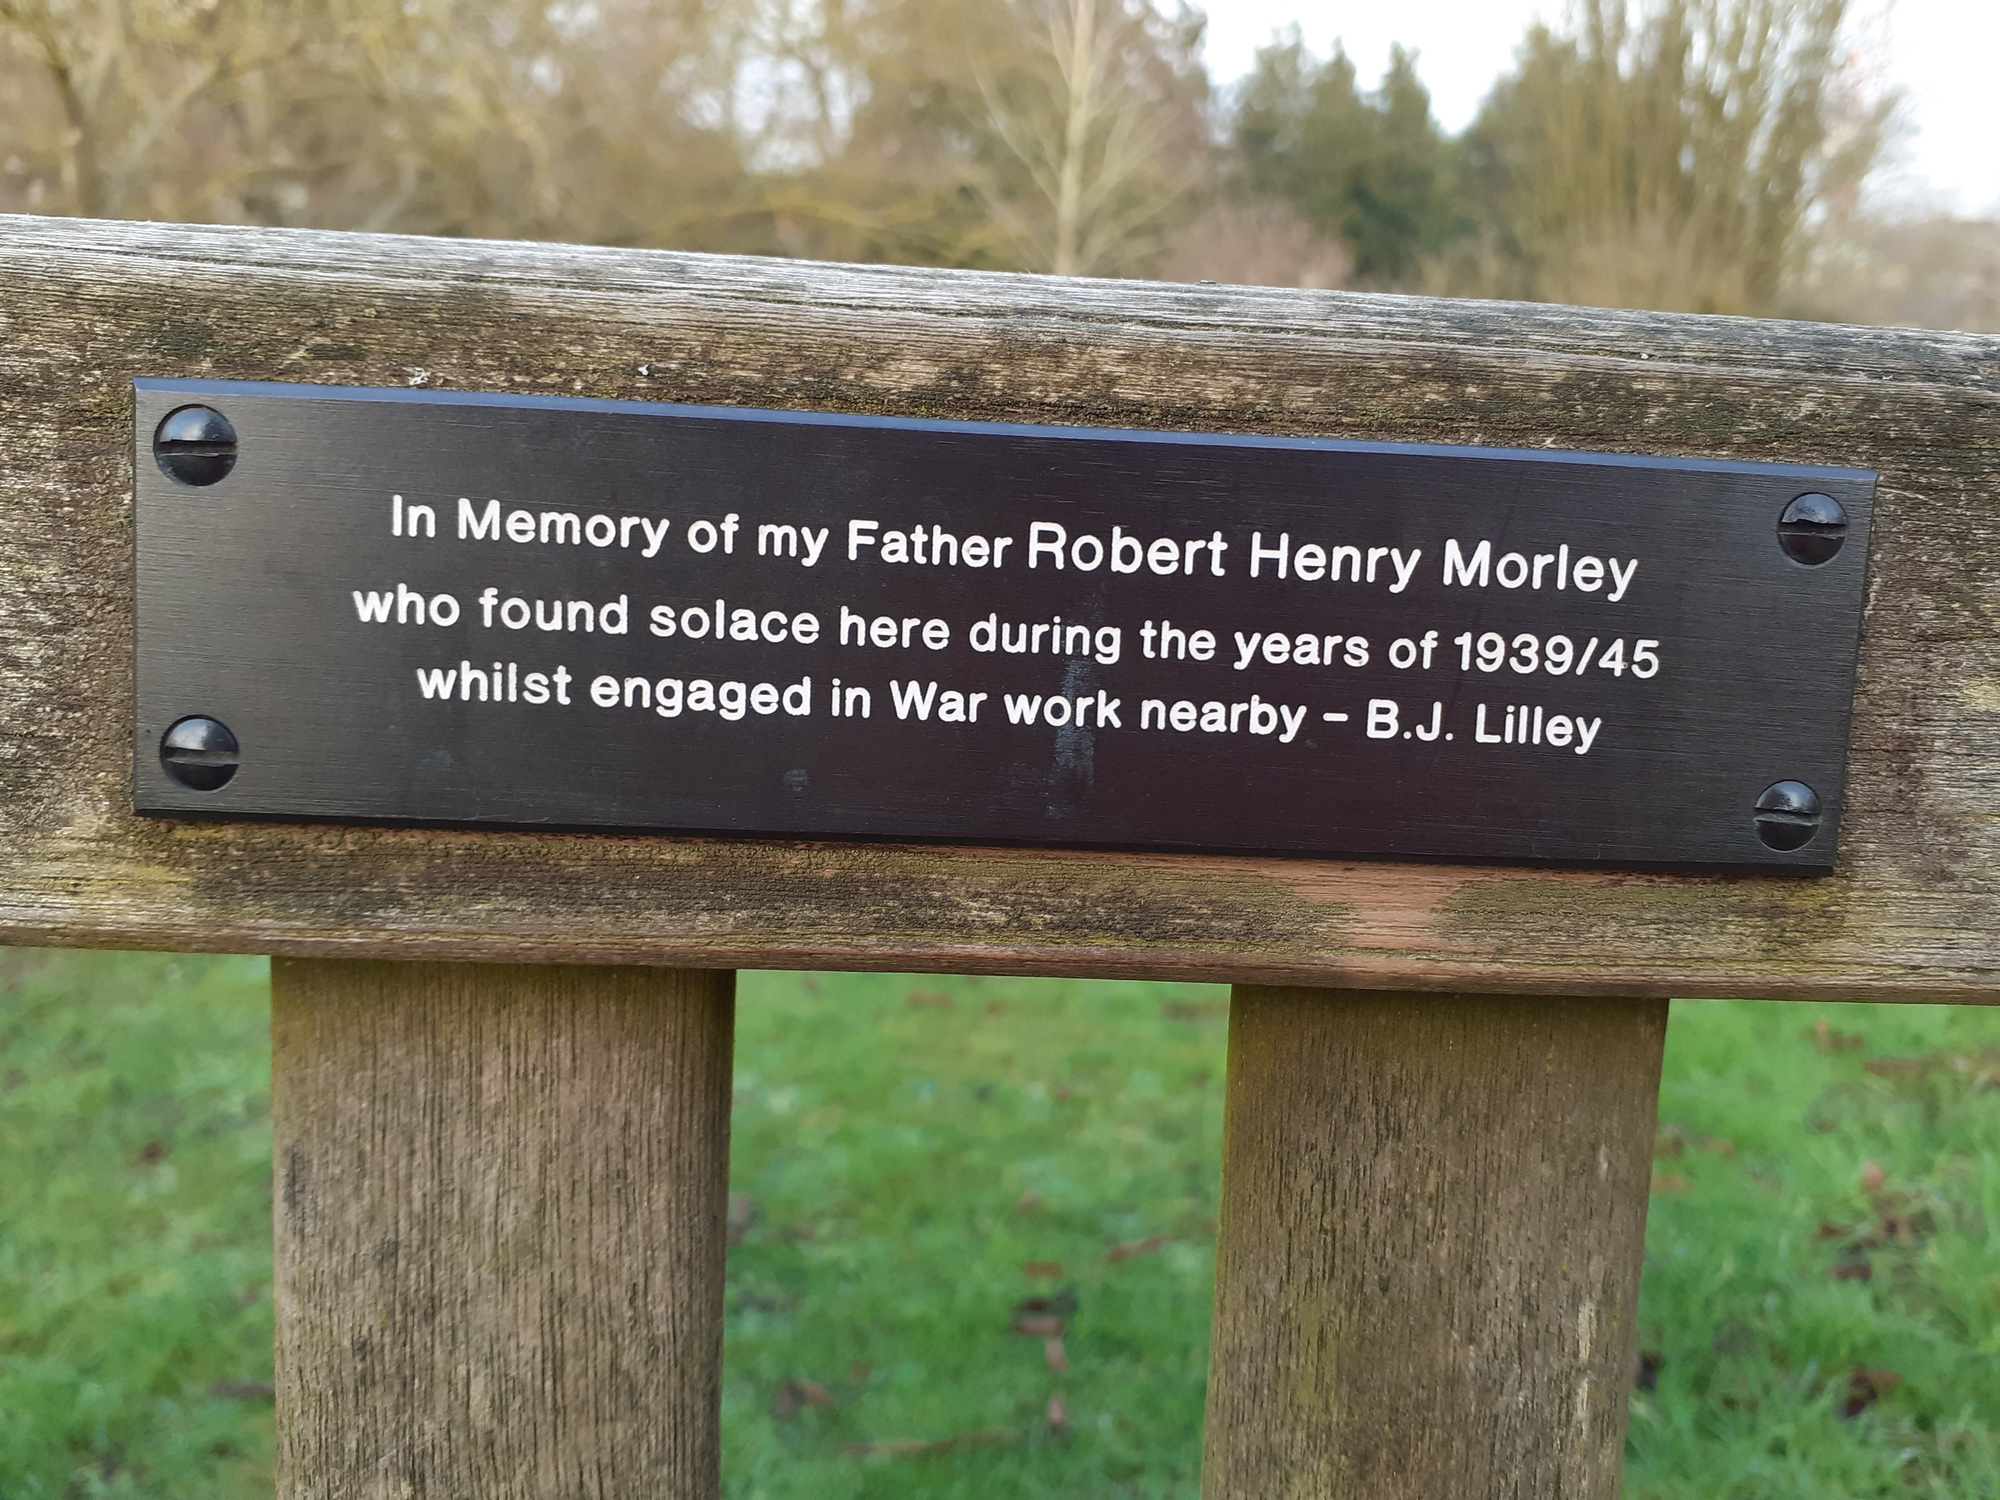 In Memory of my Father Robert Henry Morley
who found solace here during the years of 1939/45
whilst engaged in War work nearby - B.J. Lilley